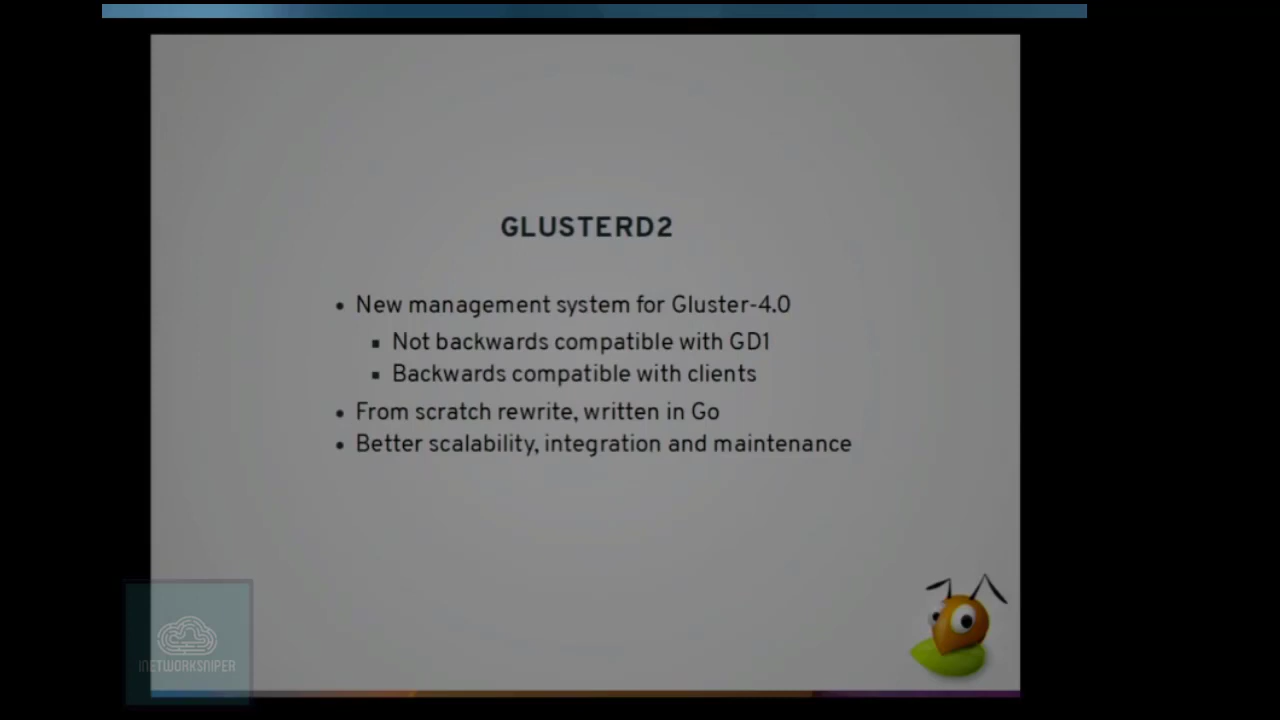 GLUSTERD2
• New management system for Gluster-4.0
▪ Not backwards compatible with GD1
▪ Backwards compatible with clients
• From scratch rewrite, written in Go
• Better scalability, integration and maintenance
INETWORKSNIPER